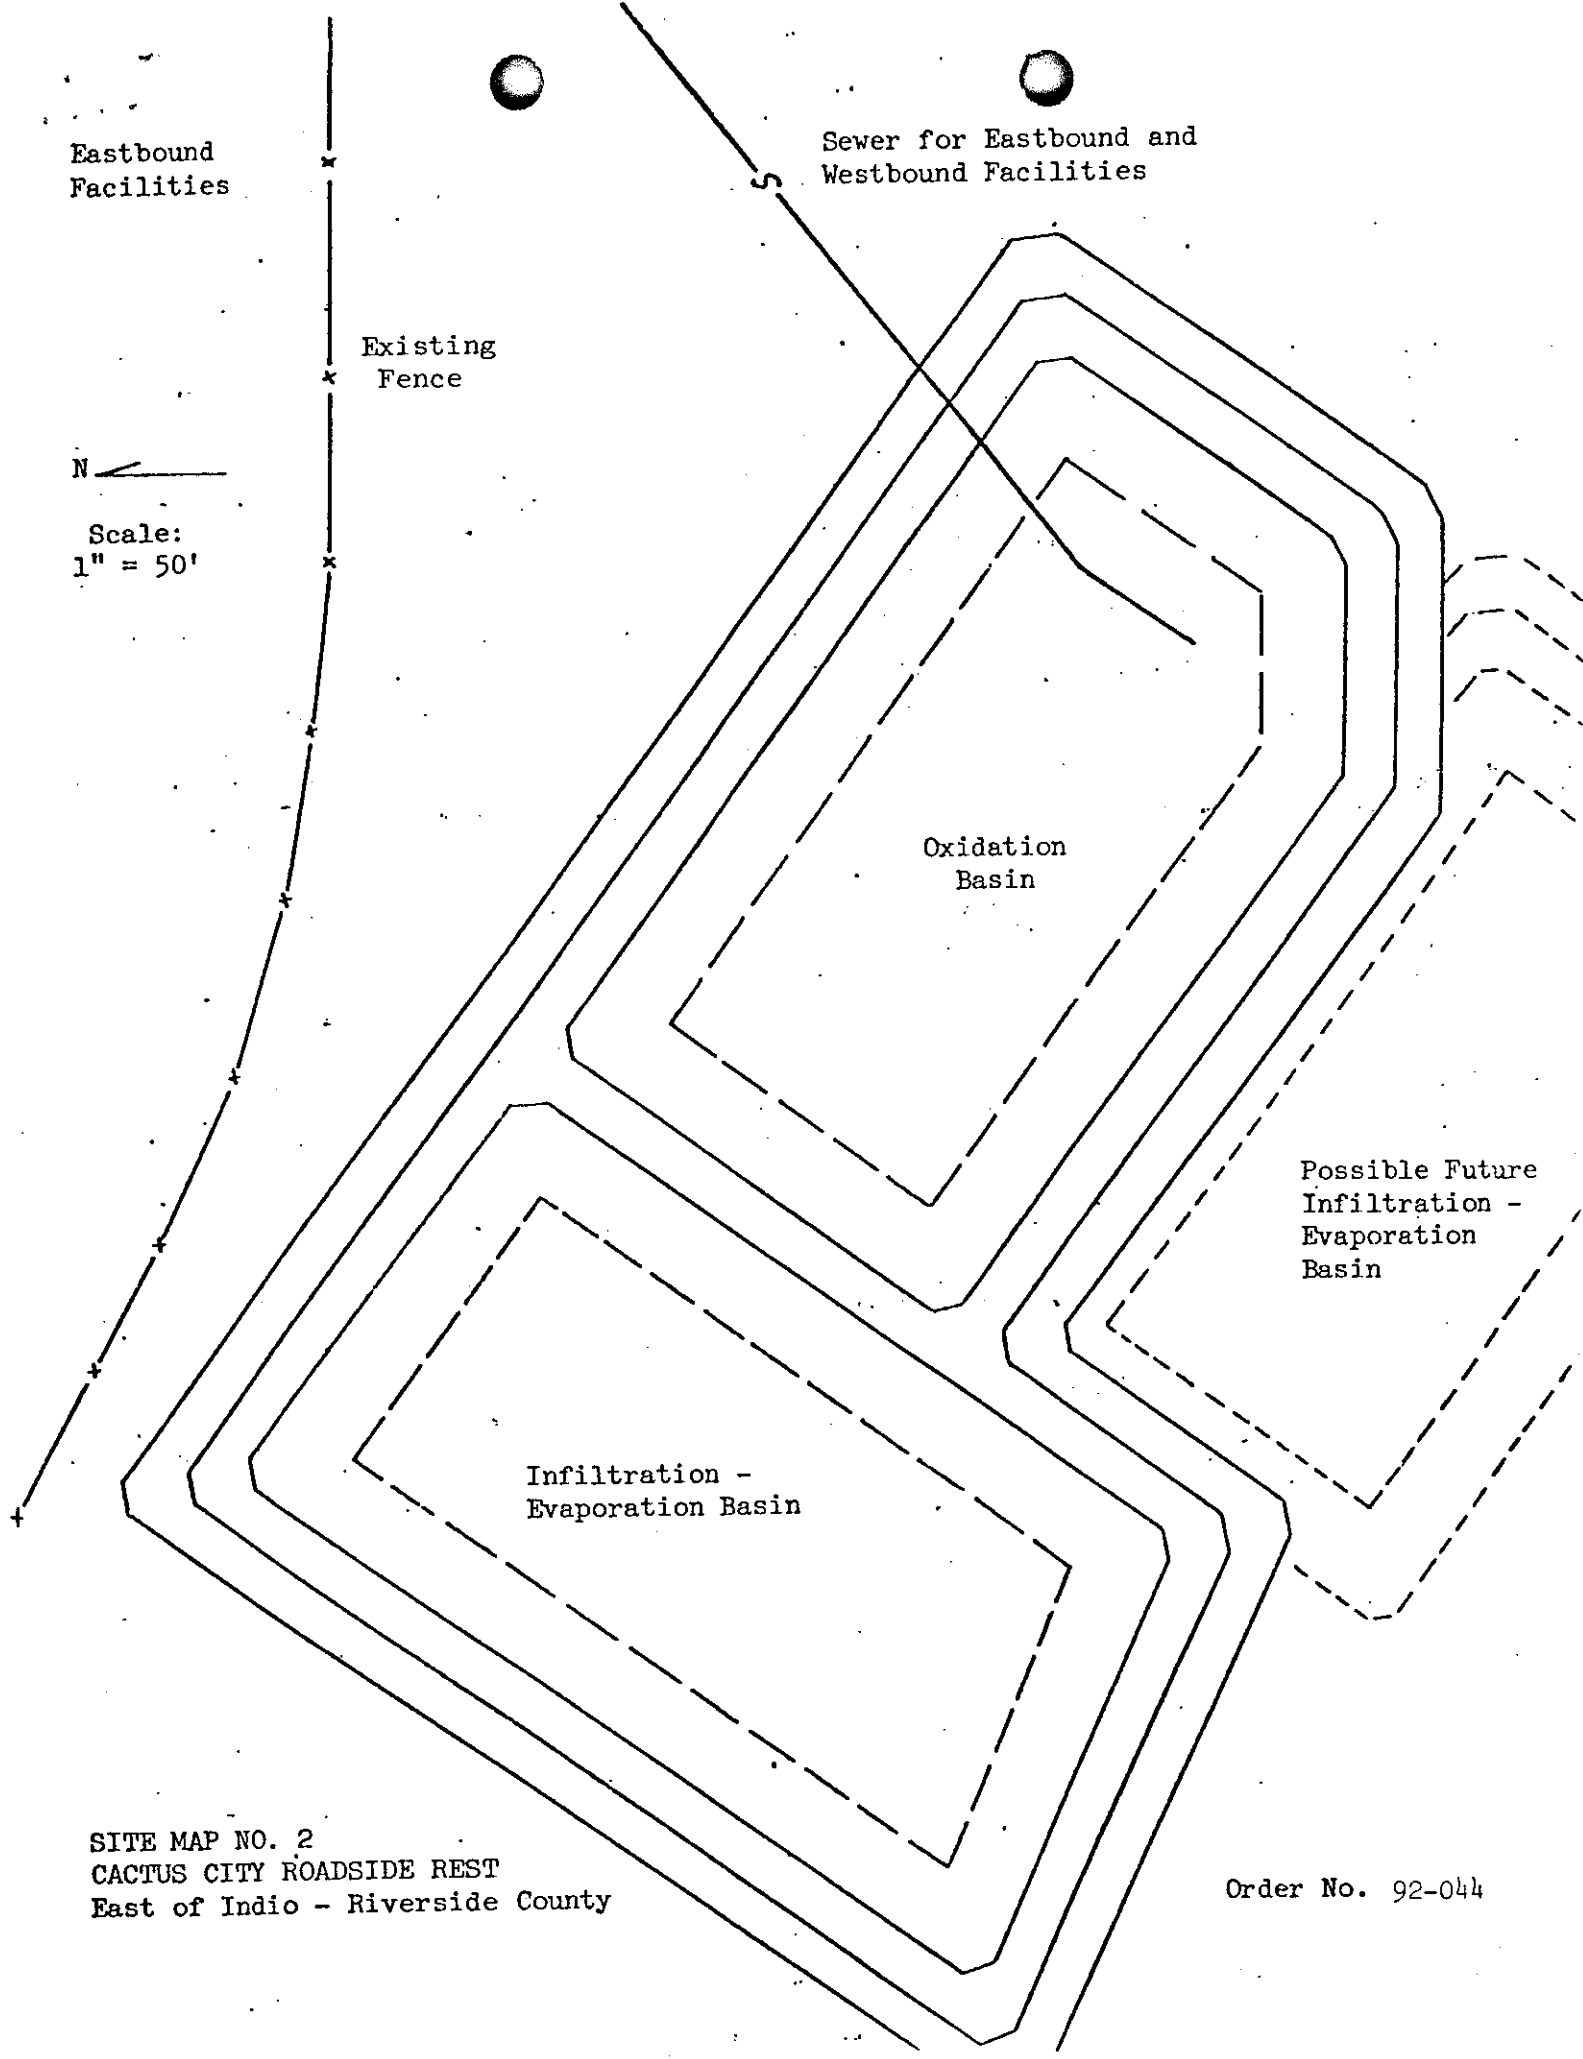 Eastbound
Facilities
Sewer for Eastbound and
Westbound Facilities
S
Existing
Fence
N
Scale:
1" = 50'
Oxidation
Basin
Possible Future
Infiltration -
Evaporation
Basin
Infiltration -
Evaporation Basin
SITE MAP NO. 2
CACTUS CITY ROADSIDE REST
East of Indio - Riverside County
Order No. 92-044